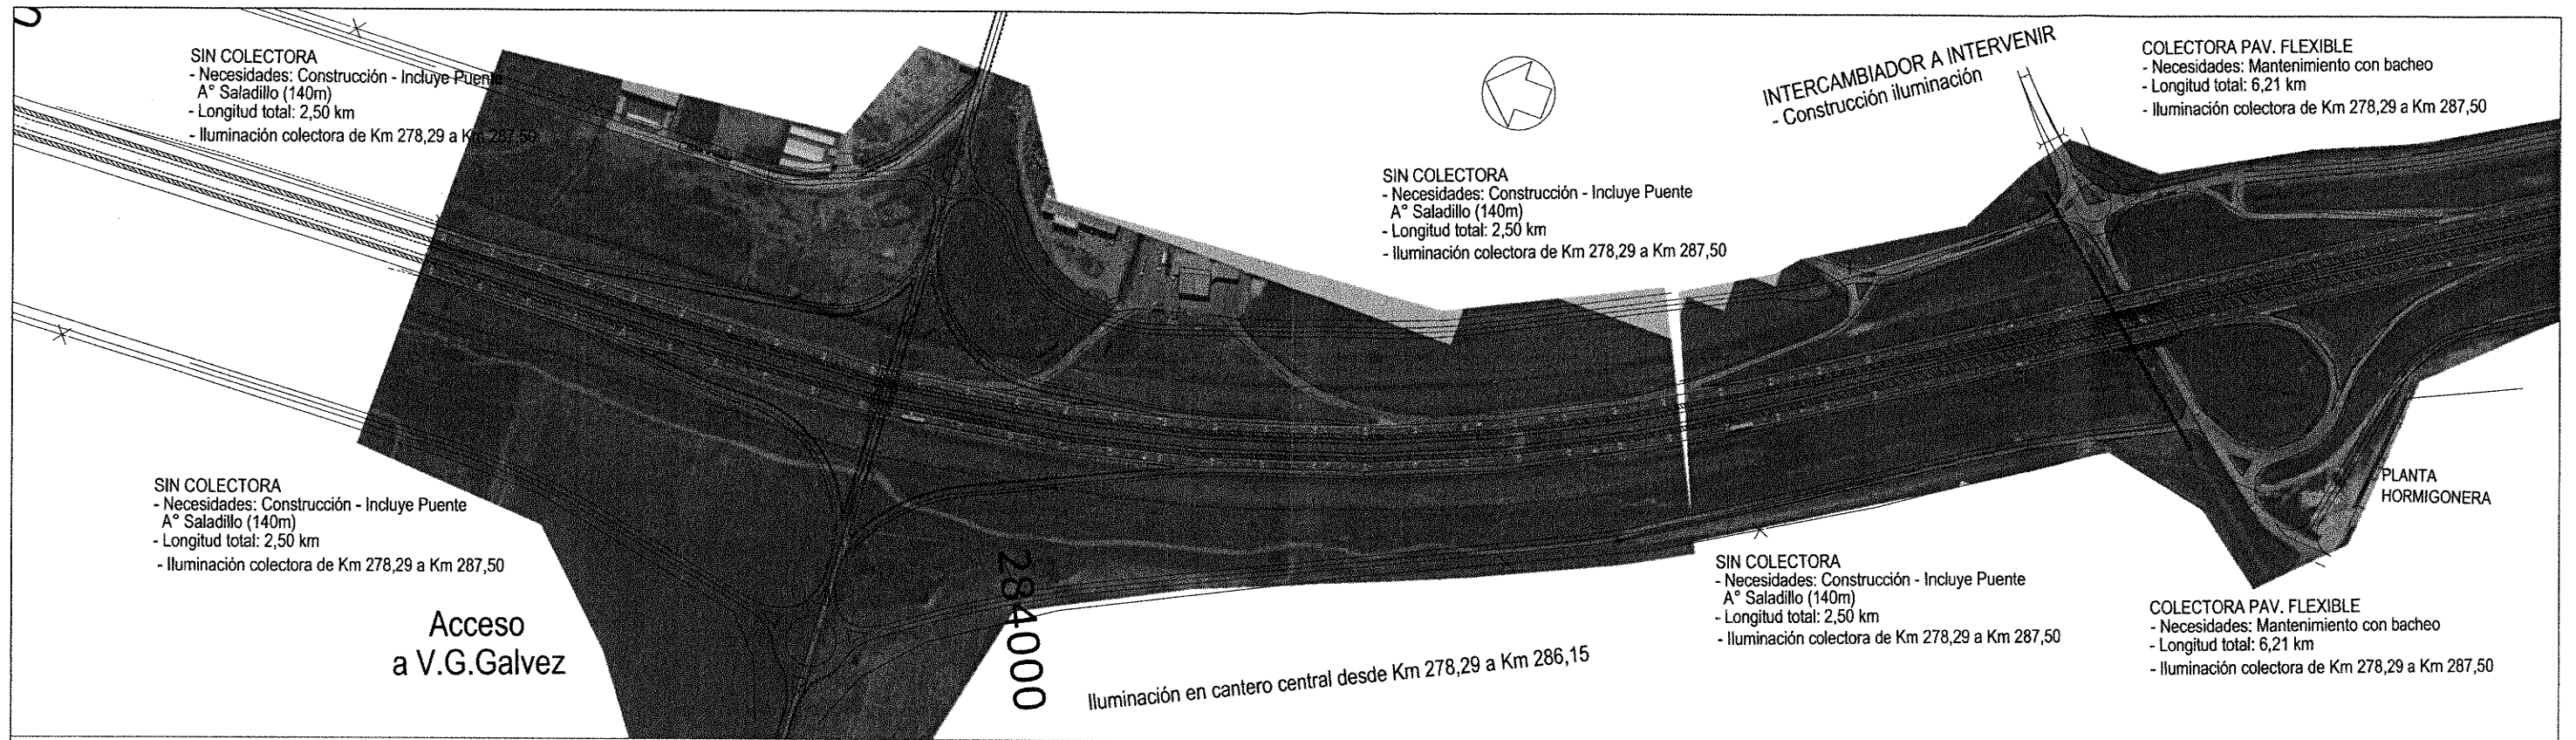 SIN COLECTORA
- Necesidades: Construcción - Incluye Puente
A° Saladillo (140m)
- Longitud total: 2,50 km
- Iluminación colectora de Km 278,29 a Km 287,50
INTERCAMBIADOR A INTERVENIR
- Construcción iluminación
COLECTORA PAV. FLEXIBLE
- Necesidades: Mantenimiento con bacheo
- Longitud total: 6,21 km
- Iluminación colectora de Km 278,29 a Km 287,50
SIN COLECTORA
- Necesidades: Construcción - Incluye Puente
A° Saladillo (140m)
- Longitud total: 2,50 km
- Iluminación colectora de Km 278,29 a Km 287,50
SIN COLECTORA
- Necesidades: Construcción - Incluye Puente
A° Saladillo (140m)
- Longitud total: 2,50 km
- Iluminación colectora de Km 278,29 a Km 287,50
PLANTA
HORMIGONERA
Acceso
a V.G.Galvez
284000
Iluminación en cantero central desde Km 278,29 a Km 286,15
SIN COLECTORA
- Necesidades: Construcción - Incluye Puente
A° Saladillo (140m)
- Longitud total: 2,50 km
- Iluminación colectora de Km 278,29 a Km 287,50
COLECTORA PAV. FLEXIBLE
- Necesidades: Mantenimiento con bacheo
- Longitud total: 6,21 km
- Iluminación colectora de Km 278,29 a Km 287,50